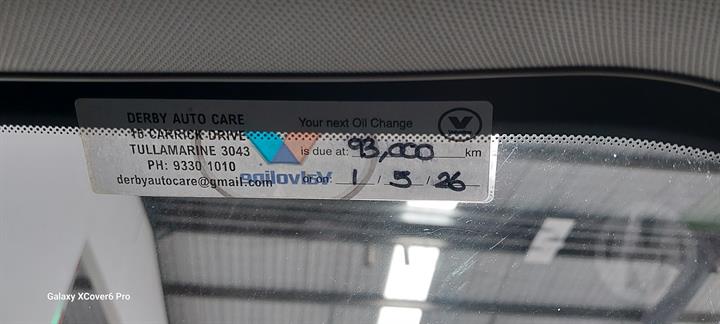 DERBY AUTO CARE
16 CARRICK DRIVE
TULLAMARINE 3043
PH: 9330 1010
derbyautocare@gmail.com
Your next Oil Change
is due at: 93,000 km
or on: 1 / 5 / 26
Valvoline
Galaxy XCover6 Pro